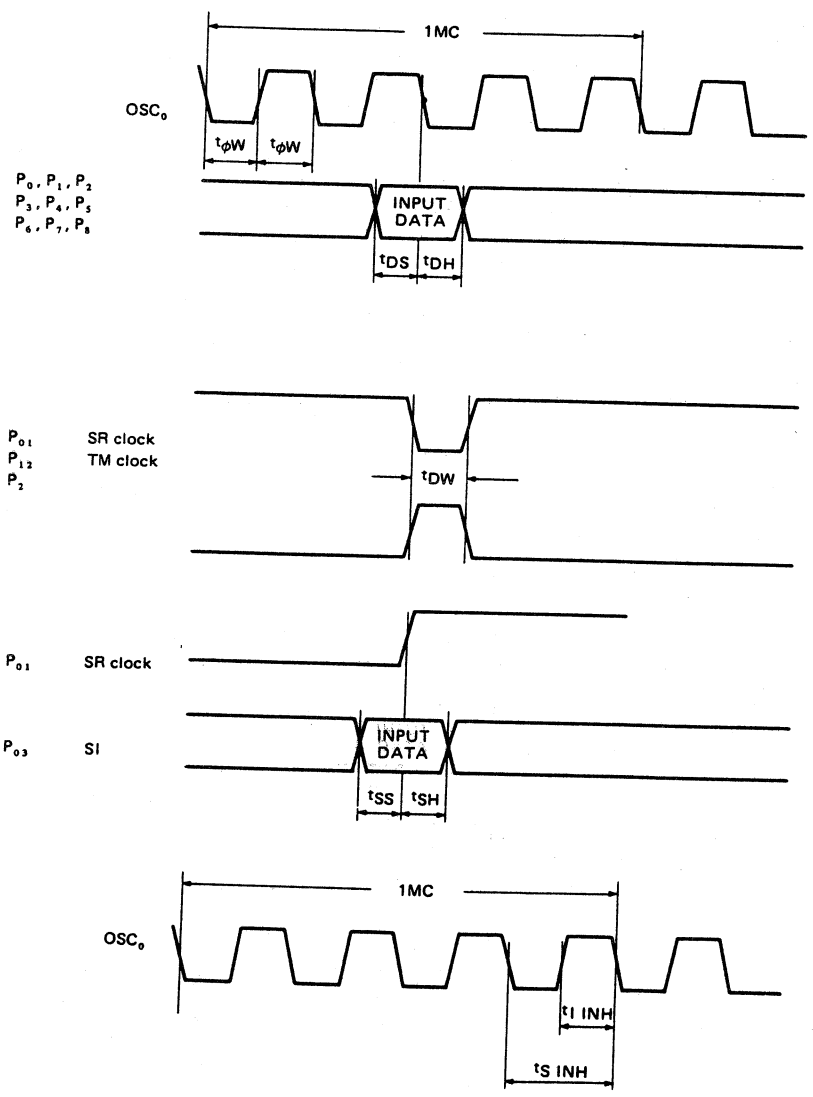 1MC
OSC₀
tφW tφW
P₀, P₁, P₂
P₃, P₄, P₅
P₆, P₇, P₈
INPUT
DATA
tDS tDH
P₀₁ SR clock
P₁₂ TM clock
P₂
tDW
P₀₁ SR clock
INPUT
DATA
P₀₃ SI
tSS tSH
1MC
OSC₀
tI INH
tS INH